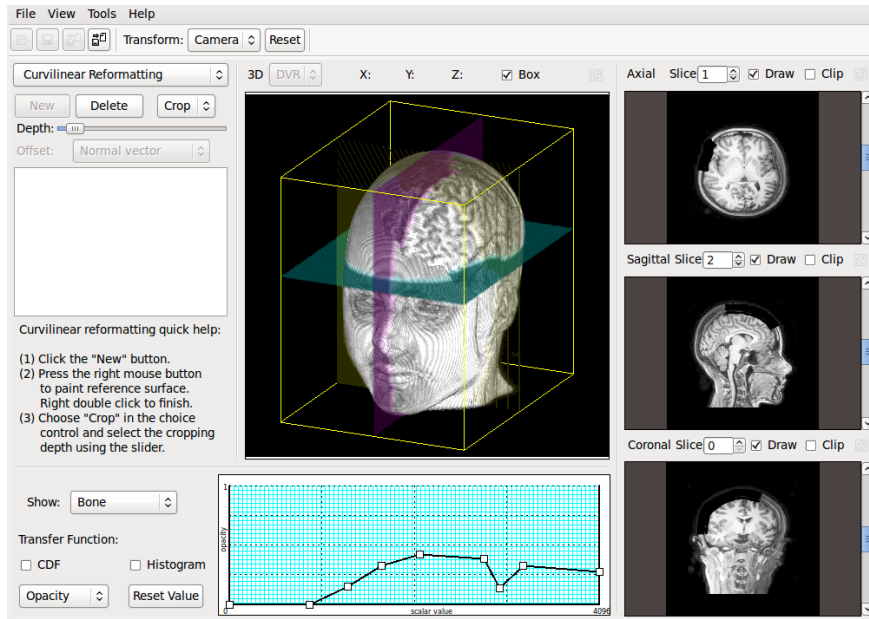 File View Tools Help
Transform: Camera Reset
Curvilinear Reformatting
New Delete Crop
Depth:
Offset: Normal vector
Curvilinear reformatting quick help:
(1) Click the "New" button.
(2) Press the right mouse button
to paint reference surface.
Right double click to finish.
(3) Choose "Crop" in the choice
control and select the cropping
depth using the slider.
3D DVR X: Y: Z: Box
Axial Slice 1 Draw Clip
Sagittal Slice 2 Draw Clip
Coronal Slice 0 Draw Clip
Show: Bone
Transfer Function:
CDF Histogram
Opacity Reset Value
1
opacity
0 scalar value 4096